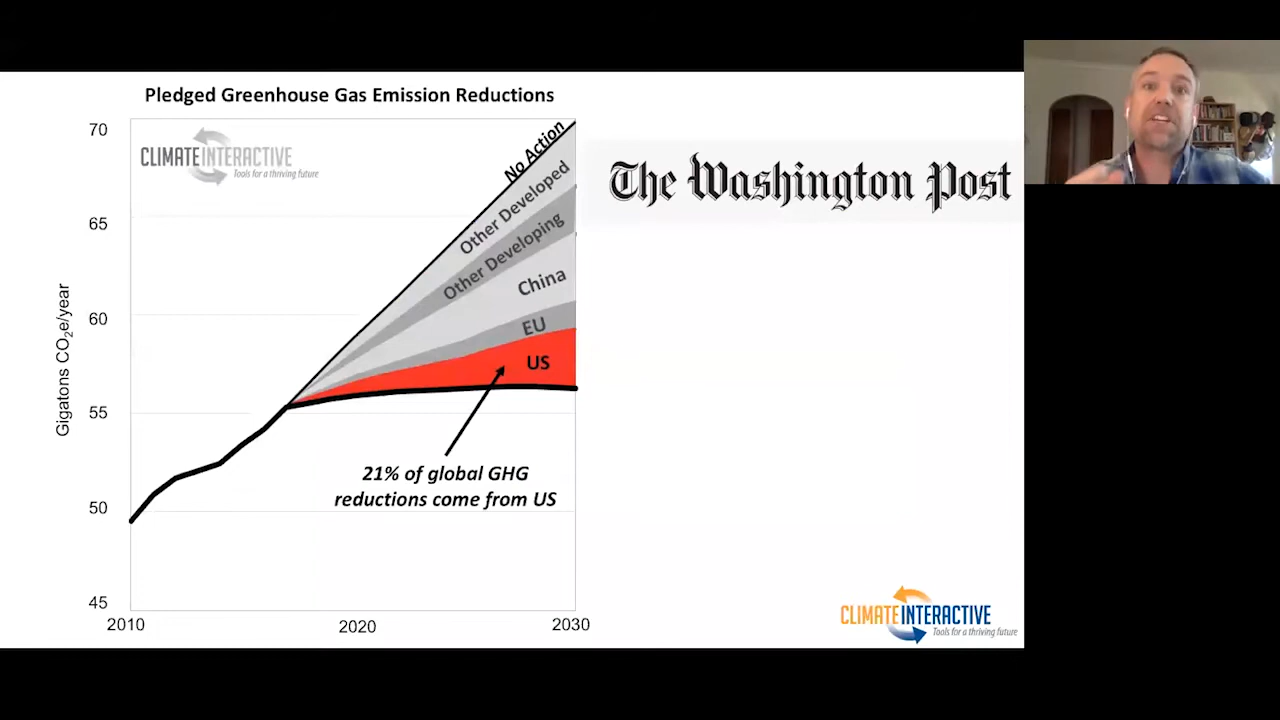 Pledged Greenhouse Gas Emission Reductions
70
65
60
55
50
45
Gigatons CO₂e/year
2010
2020
2030
CLIMATE INTERACTIVE
Tools for a thriving future
No Action
Other Developed
Other Developing
China
EU
US
21% of global GHG
reductions come from US
The Washington Post
CLIMATE INTERACTIVE
Tools for a thriving future